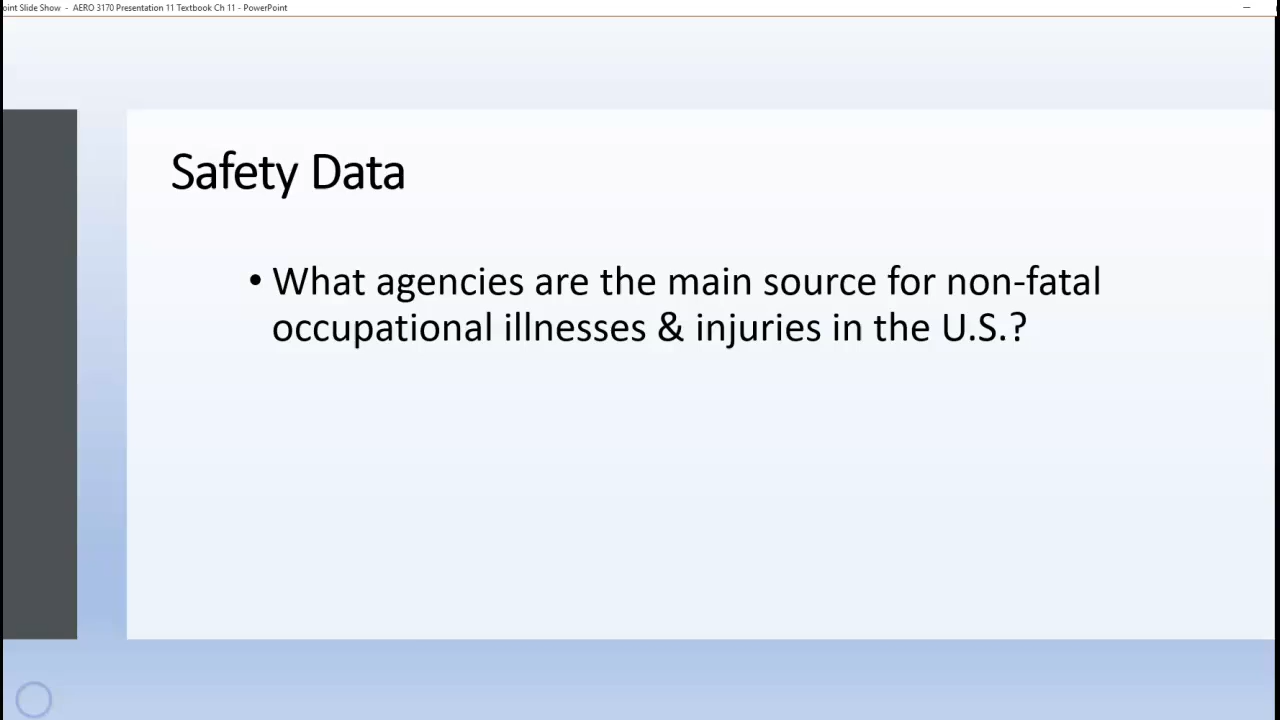 oint Slide Show - AERO 3170 Presentation 11 Textbook Ch 11 - PowerPoint
Safety Data
• What agencies are the main source for non-fatal
occupational illnesses & injuries in the U.S.?